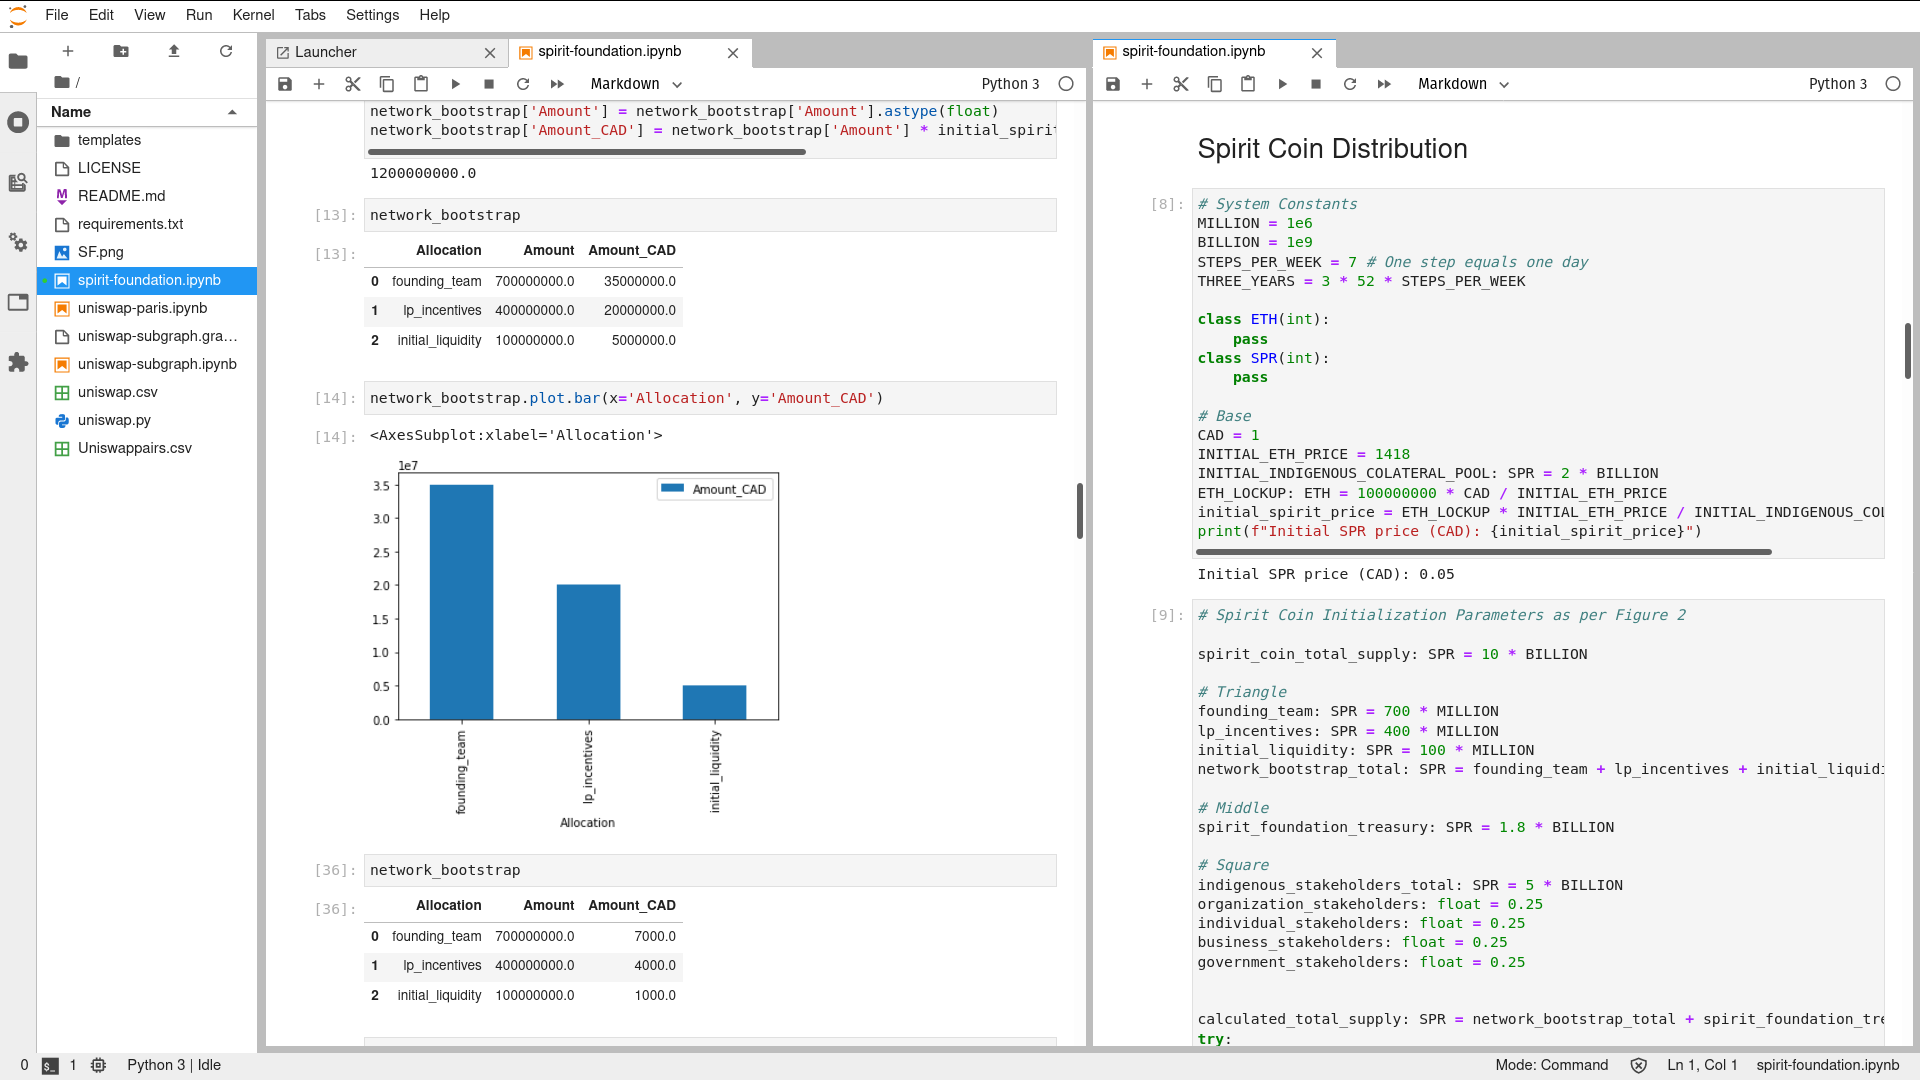 File Edit View Run Kernel Tabs Settings Help
/
Name
templates
LICENSE
README.md
requirements.txt
SF.png
spirit-foundation.ipynb
uniswap-paris.ipynb
uniswap-subgraph.gra…
uniswap-subgraph.ipynb
uniswap.csv
uniswap.py
Uniswappairs.csv
Launcher
spirit-foundation.ipynb
Markdown
Python 3
network_bootstrap['Amount'] = network_bootstrap['Amount'].astype(float)
network_bootstrap['Amount_CAD'] = network_bootstrap['Amount'] * initial_spirit
1200000000.0
[13]: network_bootstrap
[13]: Allocation Amount Amount_CAD
0 founding_team 700000000.0 35000000.0
1 lp_incentives 400000000.0 20000000.0
2 initial_liquidity 100000000.0 5000000.0
[14]: network_bootstrap.plot.bar(x='Allocation', y='Amount_CAD')
[14]: <AxesSubplot:xlabel='Allocation'>
1e7
Amount_CAD
3.5
3.0
2.5
2.0
1.5
1.0
0.5
0.0
founding_team
lp_incentives
initial_liquidity
Allocation
[36]: network_bootstrap
[36]: Allocation Amount Amount_CAD
0 founding_team 700000000.0 7000.0
1 lp_incentives 400000000.0 4000.0
2 initial_liquidity 100000000.0 1000.0
spirit-foundation.ipynb
Markdown
Python 3
Spirit Coin Distribution
[8]: # System Constants
MILLION = 1e6
BILLION = 1e9
STEPS_PER_WEEK = 7 # One step equals one day
THREE_YEARS = 3 * 52 * STEPS_PER_WEEK
class ETH(int):
pass
class SPR(int):
pass
# Base
CAD = 1
INITIAL_ETH_PRICE = 1418
INITIAL_INDIGENOUS_COLATERAL_POOL: SPR = 2 * BILLION
ETH_LOCKUP: ETH = 100000000 * CAD / INITIAL_ETH_PRICE
initial_spirit_price = ETH_LOCKUP * INITIAL_ETH_PRICE / INITIAL_INDIGENOUS_COL
print(f"Initial SPR price (CAD): {initial_spirit_price}")
Initial SPR price (CAD): 0.05
[9]: # Spirit Coin Initialization Parameters as per Figure 2
spirit_coin_total_supply: SPR = 10 * BILLION
# Triangle
founding_team: SPR = 700 * MILLION
lp_incentives: SPR = 400 * MILLION
initial_liquidity: SPR = 100 * MILLION
network_bootstrap_total: SPR = founding_team + lp_incentives + initial_liquidi
# Middle
spirit_foundation_treasury: SPR = 1.8 * BILLION
# Square
indigenous_stakeholders_total: SPR = 5 * BILLION
organization_stakeholders: float = 0.25
individual_stakeholders: float = 0.25
business_stakeholders: float = 0.25
government_stakeholders: float = 0.25
calculated_total_supply: SPR = network_bootstrap_total + spirit_foundation_tre
try:
0 1 Python 3 | Idle
Mode: Command Ln 1, Col 1 spirit-foundation.ipynb